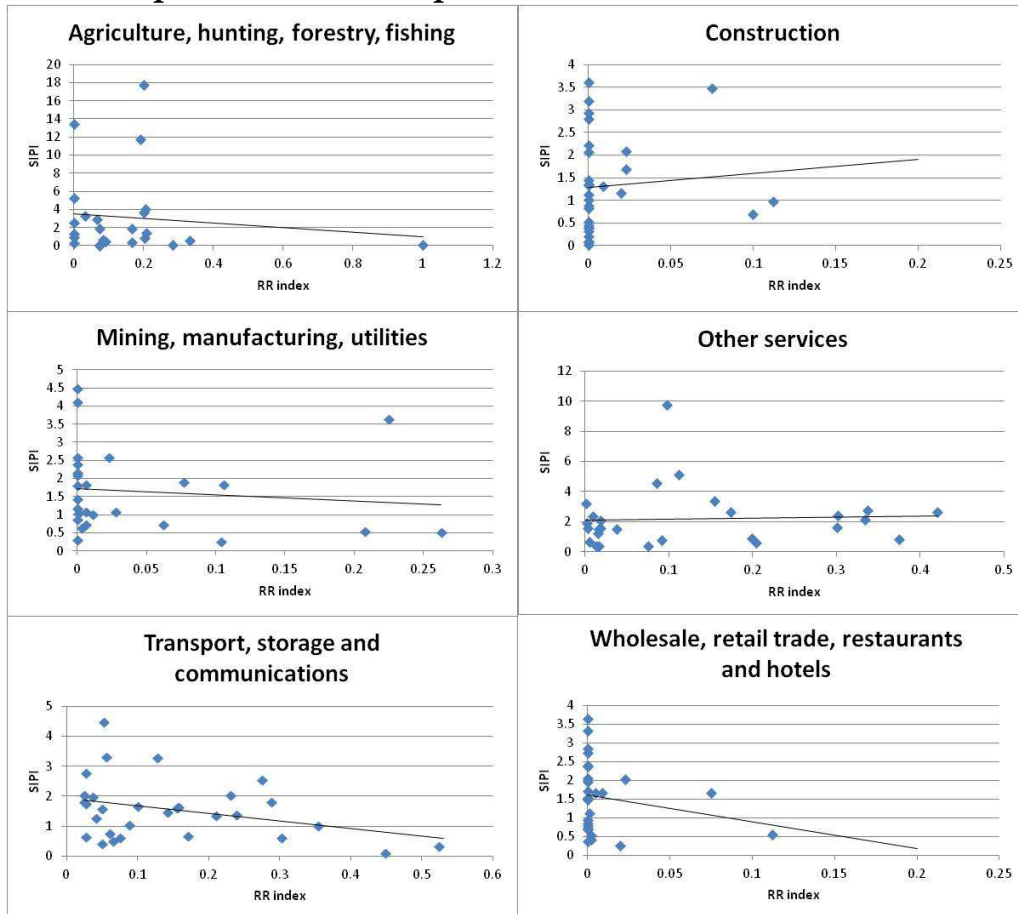 Agriculture, hunting, forestry, fishing
20
18
16
14
12
10
8
6
4
2
0
SIPI
0 0.2 0.4 0.6 0.8 1 1.2
RR index
Construction
4
3.5
3
2.5
2
1.5
1
0.5
0
SIPI
0 0.05 0.1 0.15 0.2 0.25
RR index
Mining, manufacturing, utilities
5
4.5
4
3.5
3
2.5
2
1.5
1
0.5
0
SIPI
0 0.05 0.1 0.15 0.2 0.25 0.3
RR index
Other services
12
10
8
6
4
2
0
SIPI
0 0.1 0.2 0.3 0.4 0.5
RR index
Transport, storage and
communications
5
4
3
2
1
0
SIPI
0 0.1 0.2 0.3 0.4 0.5 0.6
RR index
Wholesale, retail trade, restaurants
and hotels
4
3.5
3
2.5
2
1.5
1
0.5
0
SIPI
0 0.05 0.1 0.15 0.2 0.25
RR index